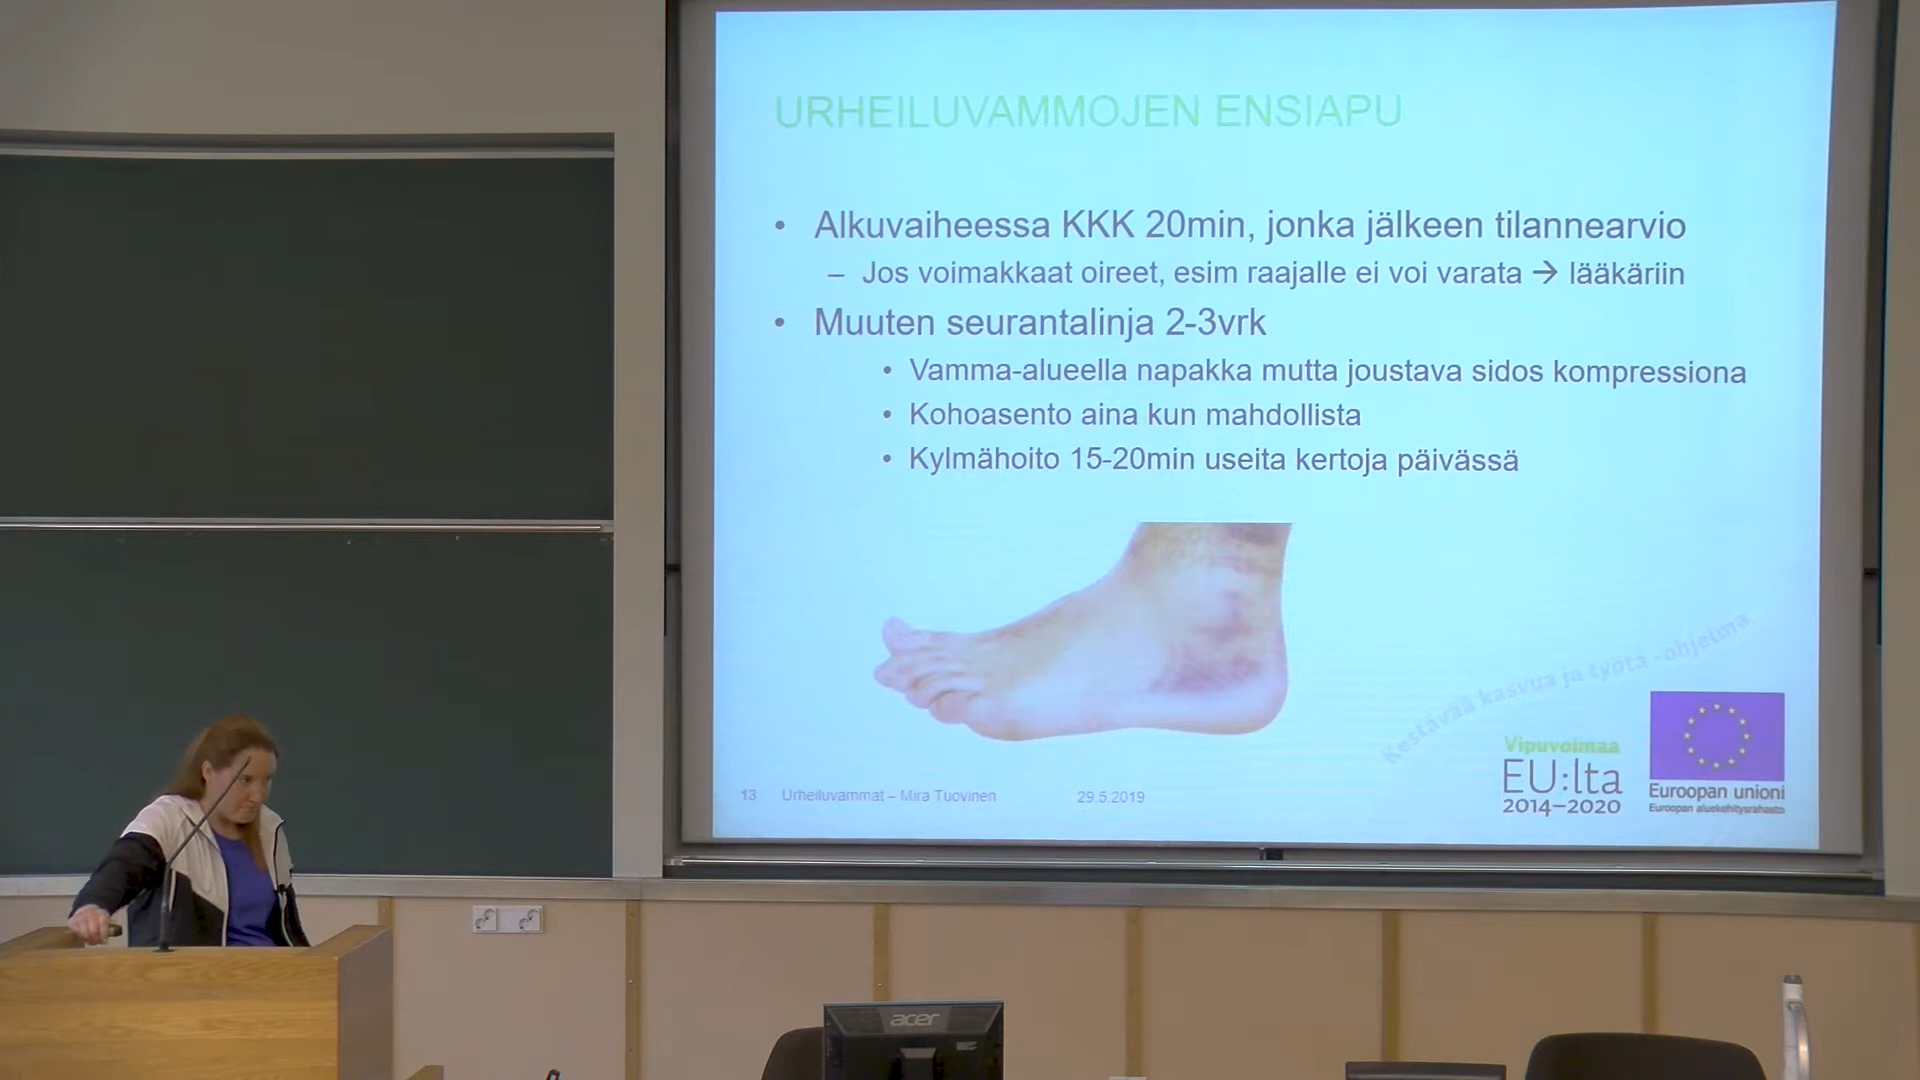 URHEILUVAMMOJEN ENSIAPU
• Alkuvaiheessa KKK 20min, jonka jälkeen tilannearvio
– Jos voimakkaat oireet, esim raajalle ei voi varata → lääkäriin
• Muuten seurantalinja 2-3vrk
• Vamma-alueella napakka mutta joustava sidos kompressiona
• Kohoasento aina kun mahdollista
• Kylmähoito 15-20min useita kertoja päivässä
Kestävää kasvua ja työtä -ohjelma
Vipuvoimaa
EU:lta
2014–2020
Euroopan unioni
Euroopan aluekehitysrahasto
13 Urheiluvammat – Mira Tuovinen 29.5.2019
acer